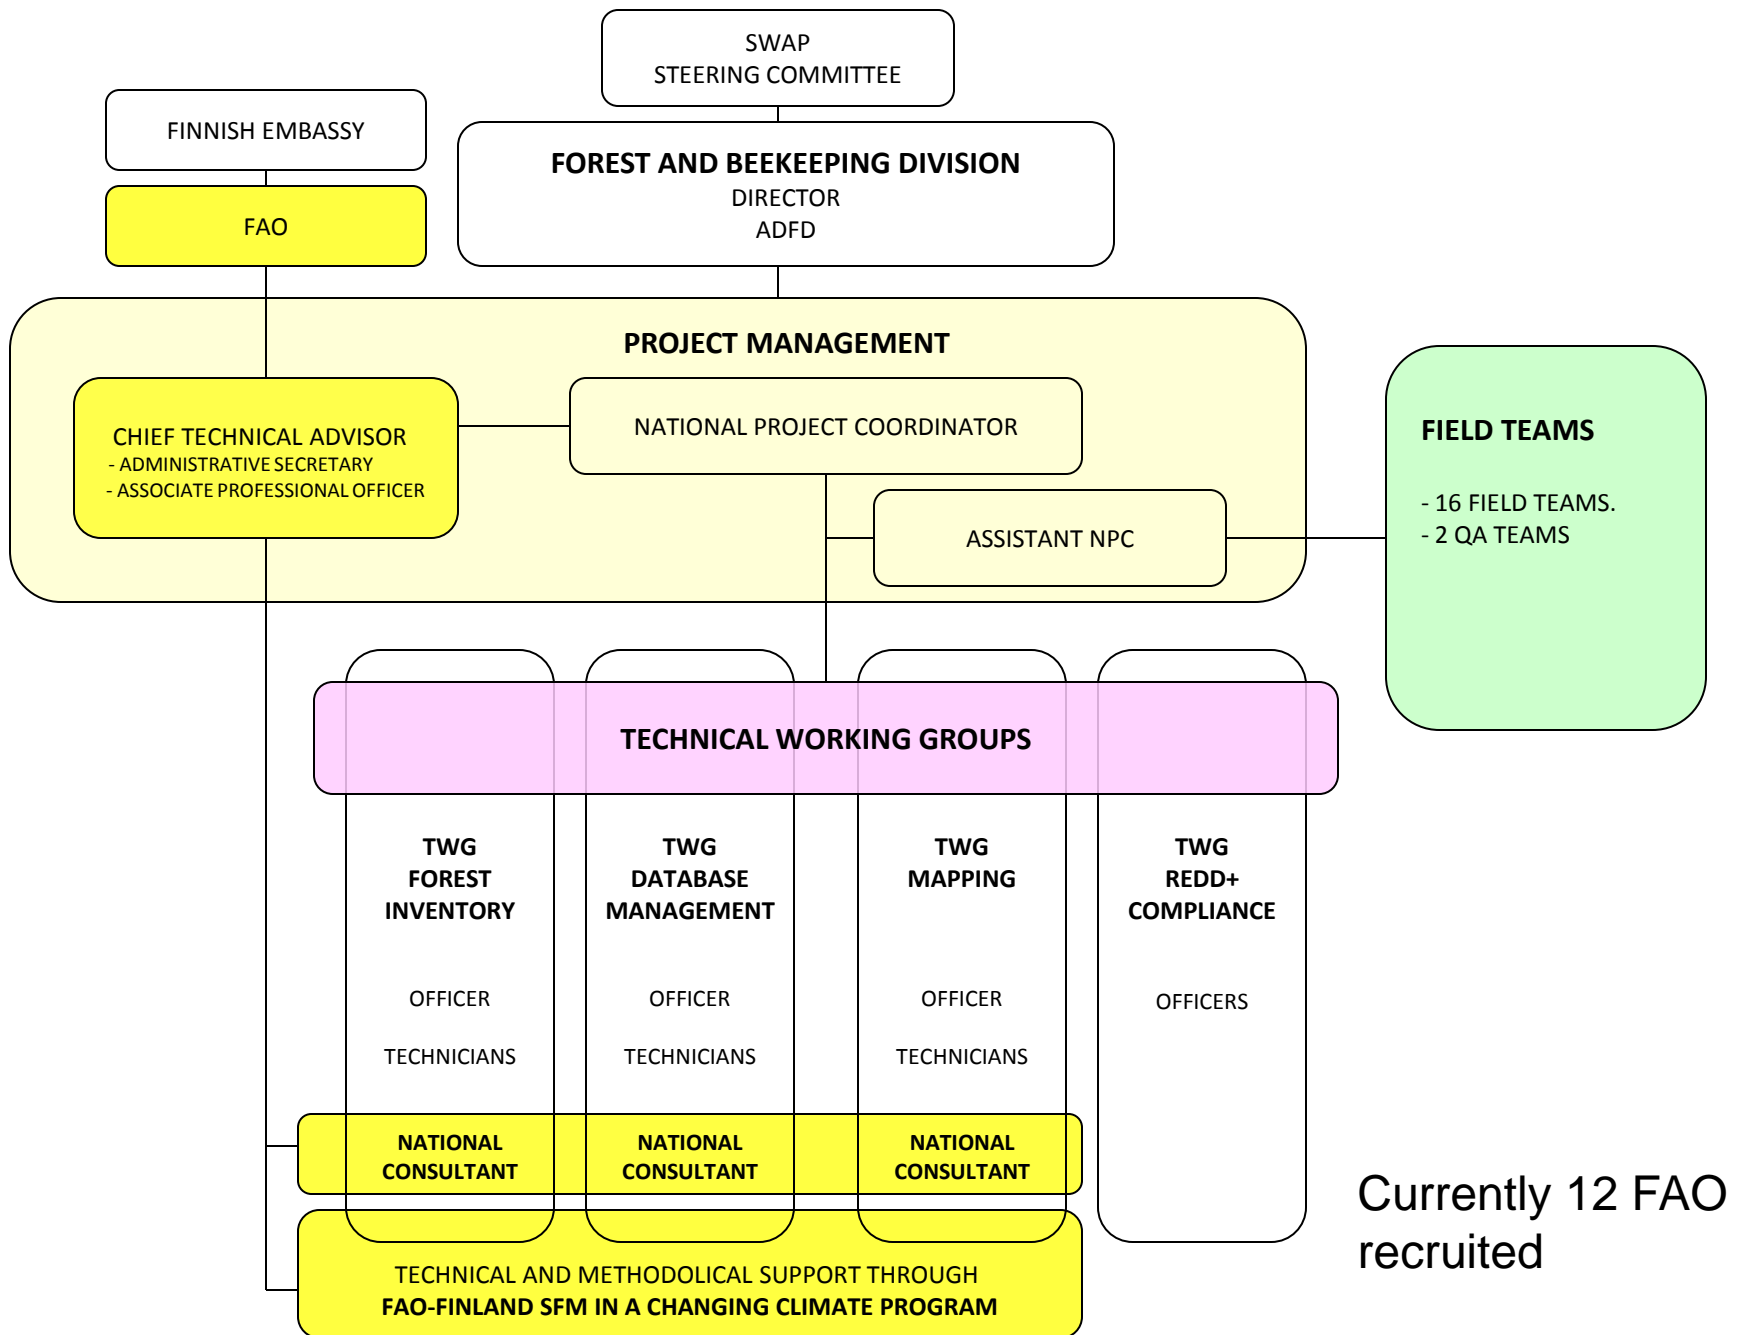 SWAP
STEERING COMMITTEE
FINNISH EMBASSY
FAO
FOREST AND BEEKEEPING DIVISION
DIRECTOR
ADFD
PROJECT MANAGEMENT
CHIEF TECHNICAL ADVISOR
- ADMINISTRATIVE SECRETARY
- ASSOCIATE PROFESSIONAL OFFICER
NATIONAL PROJECT COORDINATOR
ASSISTANT NPC
FIELD TEAMS
- 16 FIELD TEAMS.
- 2 QA TEAMS
TECHNICAL WORKING GROUPS
TWG
FOREST
INVENTORY
OFFICER
TECHNICIANS
NATIONAL
CONSULTANT
TWG
DATABASE
MANAGEMENT
OFFICER
TECHNICIANS
NATIONAL
CONSULTANT
TWG
MAPPING
OFFICER
TECHNICIANS
NATIONAL
CONSULTANT
TWG
REDD+
COMPLIANCE
OFFICERS
TECHNICAL AND METHODOLICAL SUPPORT THROUGH
FAO-FINLAND SFM IN A CHANGING CLIMATE PROGRAM
Currently 12 FAO
recruited